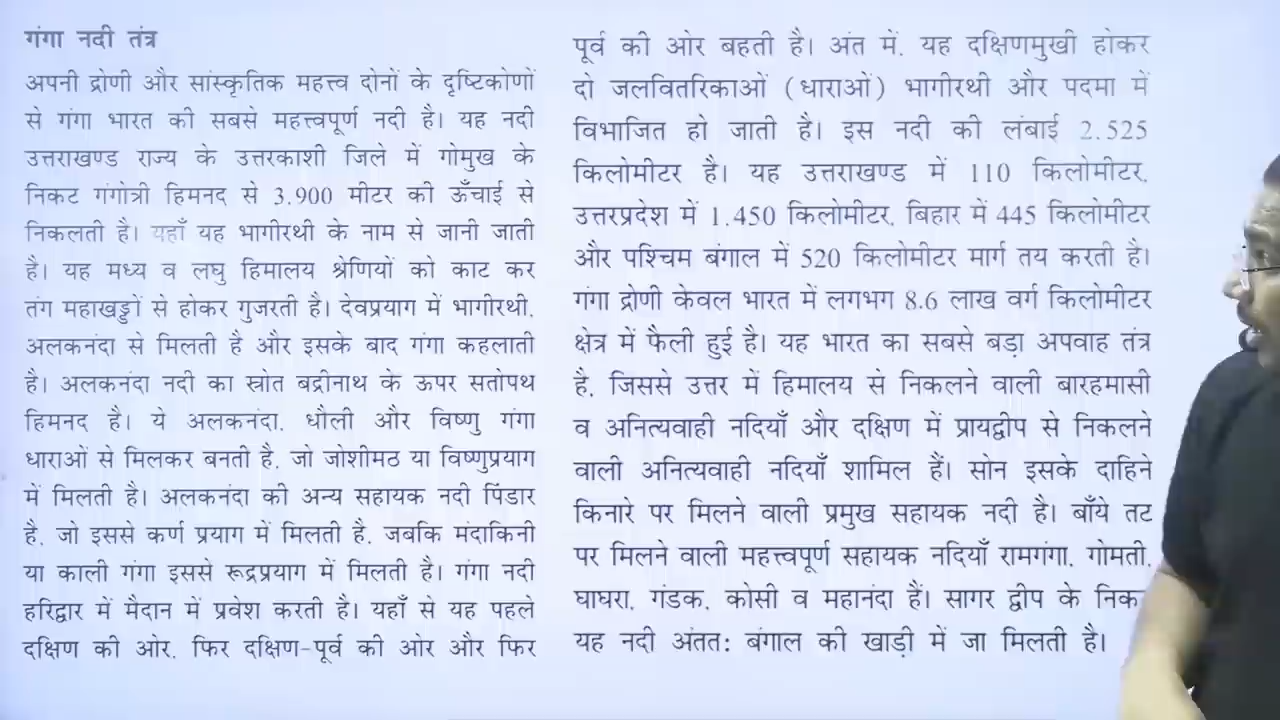 गंगा नदी तंत्र
अपनी द्रोणी और सांस्कृतिक महत्त्व दोनों के दृष्टिकोणों
से गंगा भारत की सबसे महत्त्वपूर्ण नदी है। यह नदी
उत्तराखण्ड राज्य के उत्तरकाशी जिले में गोमुख के
निकट गंगोत्री हिमनद से 3.900 मीटर की ऊँचाई से
निकलती है। यहाँ यह भागीरथी के नाम से जानी जाती
है। यह मध्य व लघु हिमालय श्रेणियों को काट कर
तंग महाखड्डों से होकर गुजरती है। देवप्रयाग में भागीरथी.
अलकनंदा से मिलती है और इसके बाद गंगा कहलाती
है। अलकनंदा नदी का स्रोत बद्रीनाथ के ऊपर सतोपथ
हिमनद है। ये अलकनंदा. धौली और विष्णु गंगा
धाराओं से मिलकर बनती है. जो जोशीमठ या विष्णुप्रयाग
में मिलती है। अलकनंदा की अन्य सहायक नदी पिंडार
है. जो इससे कर्ण प्रयाग में मिलती है. जबकि मंदाकिनी
या काली गंगा इससे रूद्रप्रयाग में मिलती है। गंगा नदी
हरिद्वार में मैदान में प्रवेश करती है। यहाँ से यह पहले
दक्षिण की ओर. फिर दक्षिण-पूर्व की ओर और फिर
पूर्व की ओर बहती है। अंत में. यह दक्षिणमुखी होकर
दो जलवितरिकाओं (धाराओं) भागीरथी और पदमा में
विभाजित हो जाती है। इस नदी की लंबाई 2.525
किलोमीटर है। यह उत्तराखण्ड में 110 किलोमीटर.
उत्तरप्रदेश में 1.450 किलोमीटर. बिहार में 445 किलोमीटर
और पश्चिम बंगाल में 520 किलोमीटर मार्ग तय करती है।
गंगा द्रोणी केवल भारत में लगभग 8.6 लाख वर्ग किलोमीटर
क्षेत्र में फैली हुई है। यह भारत का सबसे बड़ा अपवाह तंत्र
है. जिससे उत्तर में हिमालय से निकलने वाली बारहमासी
व अनित्यवाही नदियाँ और दक्षिण में प्रायद्वीप से निकलने
वाली अनित्यवाही नदियाँ शामिल हैं। सोन इसके दाहिने
किनारे पर मिलने वाली प्रमुख सहायक नदी है। बाँये तट
पर मिलने वाली महत्त्वपूर्ण सहायक नदियाँ रामगंगा. गोमती.
घाघरा. गंडक. कोसी व महानंदा हैं। सागर द्वीप के
यह नदी अंतत: बंगाल की खाड़ी में जा मिलती है।